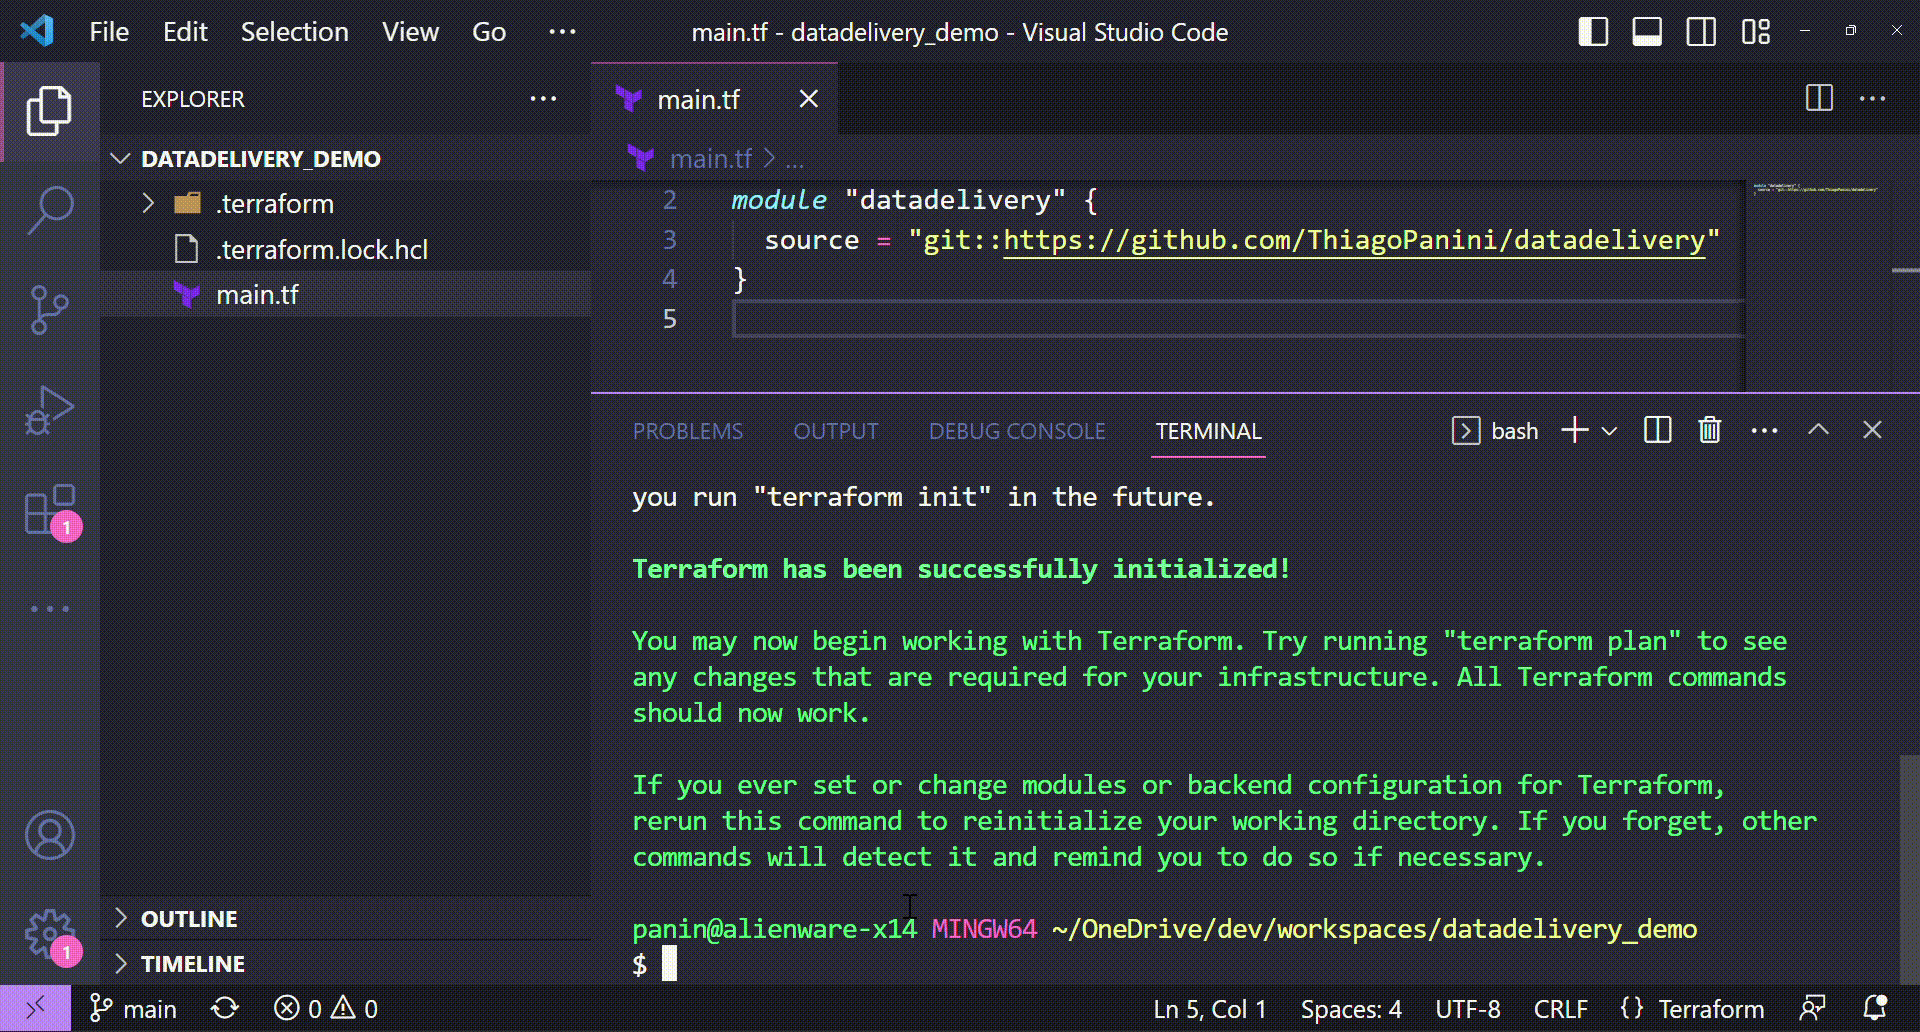 File Edit Selection View Go ...
main.tf - datadelivery_demo - Visual Studio Code
EXPLORER
DATADELIVERY_DEMO
.terraform
.terraform.lock.hcl
main.tf
OUTLINE
TIMELINE
main.tf
main.tf > ...
2 module "datadelivery" {
3 source = "git::https://github.com/ThiagoPanini/datadelivery"
4 }
5
PROBLEMS OUTPUT DEBUG CONSOLE TERMINAL bash
you run "terraform init" in the future.
Terraform has been successfully initialized!
You may now begin working with Terraform. Try running "terraform plan" to see
any changes that are required for your infrastructure. All Terraform commands
should now work.
If you ever set or change modules or backend configuration for Terraform,
rerun this command to reinitialize your working directory. If you forget, other
commands will detect it and remind you to do so if necessary.
panin@alienware-x14 MINGW64 ~/OneDrive/dev/workspaces/datadelivery_demo
$
1
1
main 0 0 Ln 5, Col 1 Spaces: 4 UTF-8 CRLF {} Terraform